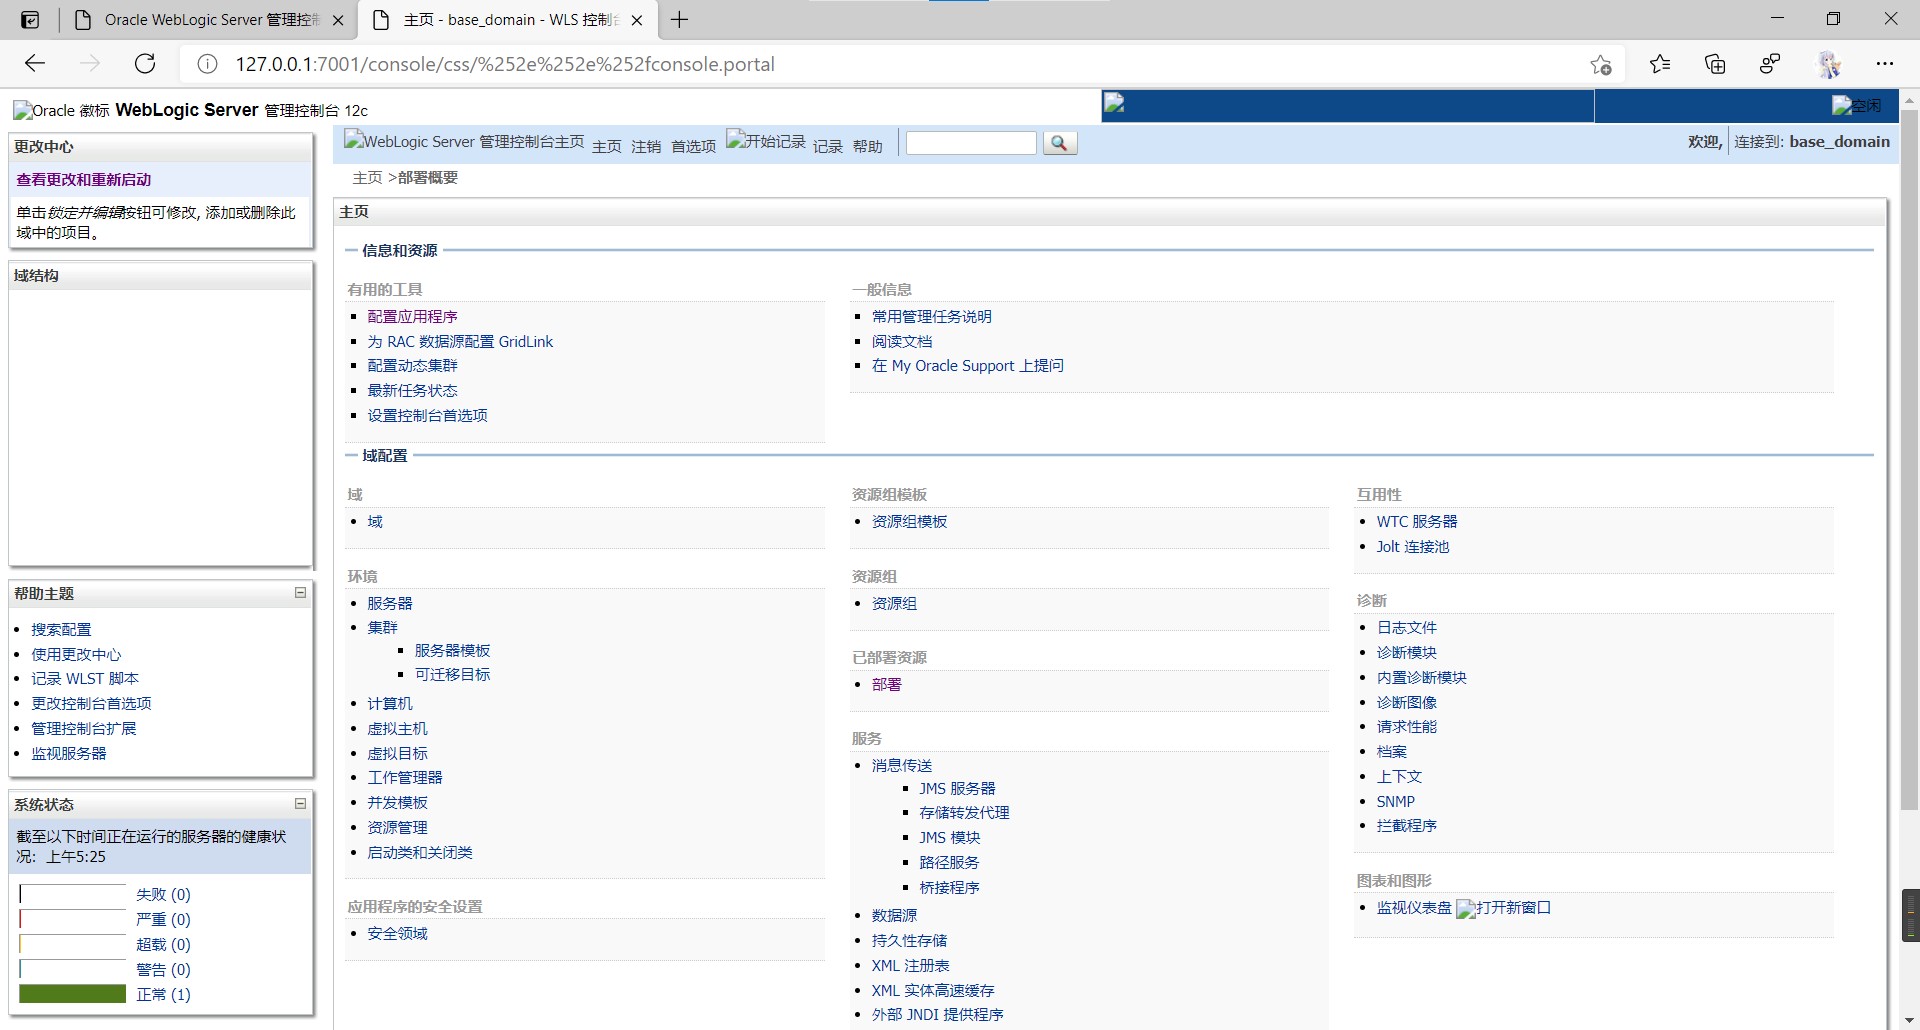 Oracle WebLogic Server 管理控制
主页 - base_domain - WLS 控制台
127.0.0.1:7001/console/css/%252e%252e%252fconsole.portal
Oracle 徽标 WebLogic Server 管理控制台 12c
空闲
更改中心
查看更改和重新启动
单击锁定并编辑按钮可修改, 添加或删除此
域中的项目。
域结构
帮助主题
搜索配置
使用更改中心
记录 WLST 脚本
更改控制台首选项
管理控制台扩展
监视服务器
系统状态
截至以下时间正在运行的服务器的健康状
况: 上午5:25
失败 (0)
严重 (0)
超载 (0)
警告 (0)
正常 (1)
WebLogic Server 管理控制台主页 主页 注销 首选项 开始记录 记录 帮助
欢迎, 连接到: base_domain
主页 >部署概要
主页
信息和资源
有用的工具
配置应用程序
为 RAC 数据源配置 GridLink
配置动态集群
最新任务状态
设置控制台首选项
一般信息
常用管理任务说明
阅读文档
在 My Oracle Support 上提问
域配置
域
域
环境
服务器
集群
服务器模板
可迁移目标
计算机
虚拟主机
虚拟目标
工作管理器
并发模板
资源管理
启动类和关闭类
应用程序的安全设置
安全领域
资源组模板
资源组模板
资源组
资源组
已部署资源
部署
服务
消息传送
JMS 服务器
存储转发代理
JMS 模块
路径服务
桥接程序
数据源
持久性存储
XML 注册表
XML 实体高速缓存
外部 JNDI 提供程序
互用性
WTC 服务器
Jolt 连接池
诊断
日志文件
诊断模块
内置诊断模块
诊断图像
请求性能
档案
上下文
SNMP
拦截程序
图表和图形
监视仪表盘 打开新窗口